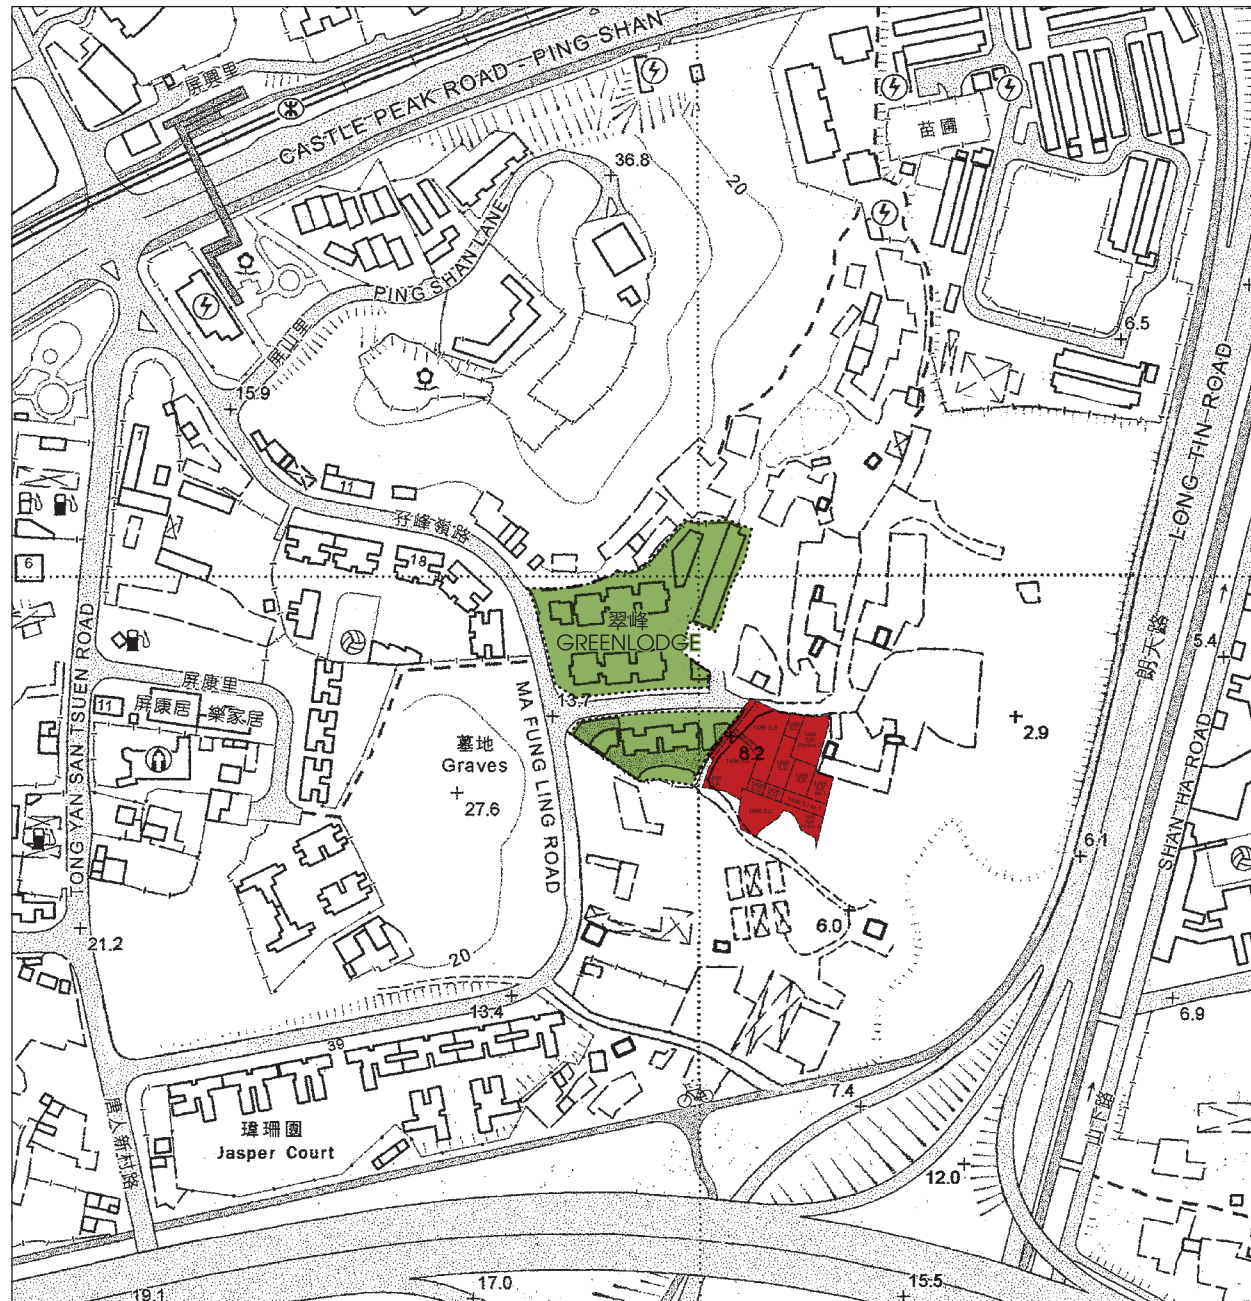 屏興里
CASTLE PEAK ROAD - PING SHAN
苗圃
36.8
20
PING SHAN LANE
屏山里
6.5
15.9
LONG TIN ROAD
朗天路
1
11
孖峰嶺路
18
6
翠峰
GREENLODGE
5.4
TONG YAN SAN TSUEN ROAD
屏康里
11
屏康居
樂家居
MA FUNG LING ROAD
13.7
墓地
Graves
27.6
8.2
2.9
SHAN HA ROAD
6.1
6.0
21.2
20
13.4
6.9
39
7.4
唐人新村路
瑋珊園
Jasper Court
山下路
12.0
17.0
15.5
19.1